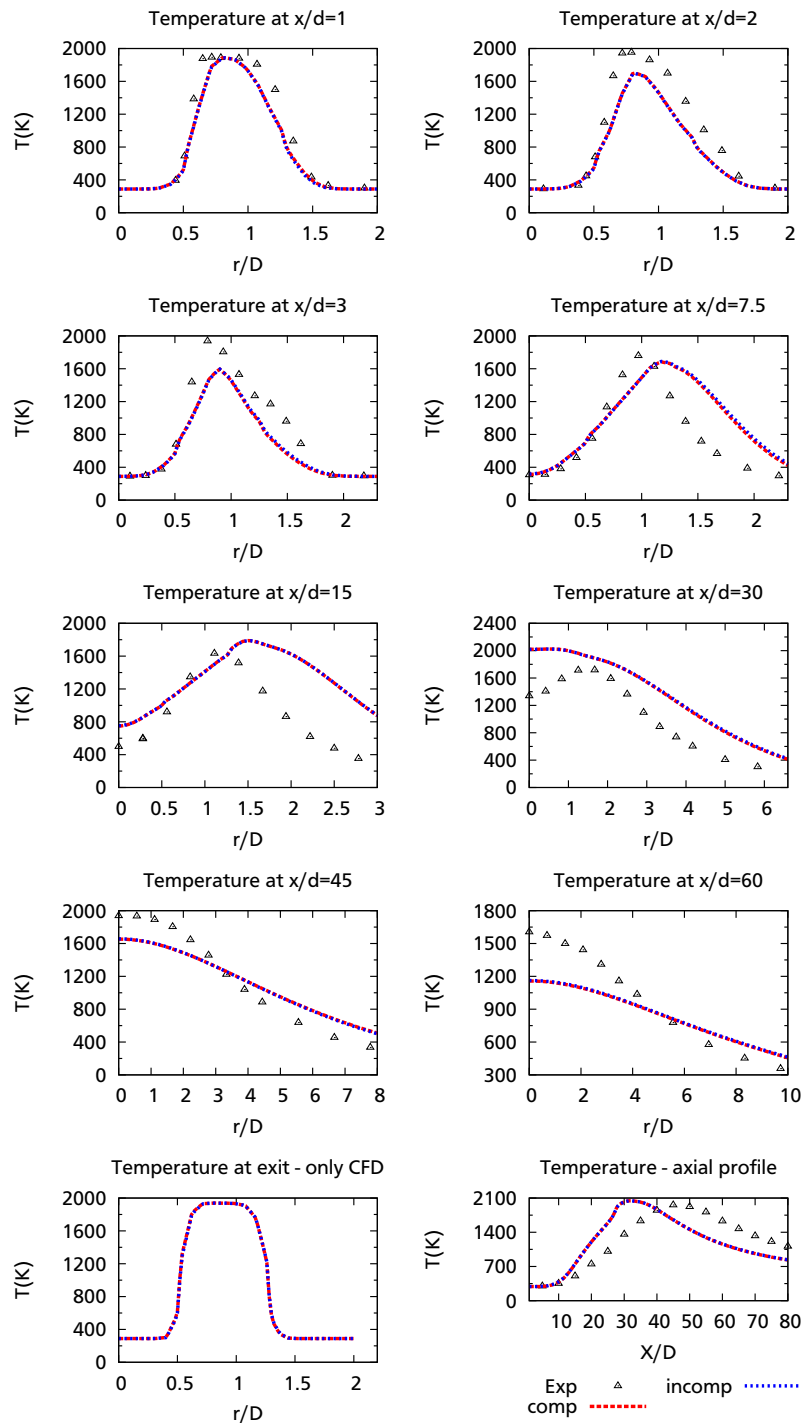 Temperature at x/d=1
2000
1600
1200
800
400
0
T(K)
0 0.5 1 1.5 2
r/D
Temperature at x/d=2
2000
1600
1200
800
400
0
T(K)
0 0.5 1 1.5 2
r/D
Temperature at x/d=3
2000
1600
1200
800
400
0
T(K)
0 0.5 1 1.5 2
r/D
Temperature at x/d=7.5
2000
1600
1200
800
400
0
T(K)
0 0.5 1 1.5 2
r/D
Temperature at x/d=15
2000
1600
1200
800
400
0
T(K)
0 0.5 1 1.5 2 2.5 3
r/D
Temperature at x/d=30
2400
2000
1600
1200
800
400
0
T(K)
0 1 2 3 4 5 6
r/D
Temperature at x/d=45
2000
1600
1200
800
400
0
T(K)
0 1 2 3 4 5 6 7 8
r/D
Temperature at x/d=60
1800
1500
1200
900
600
300
T(K)
0 2 4 6 8 10
r/D
Temperature at exit - only CFD
2000
1600
1200
800
400
0
T(K)
0 0.5 1 1.5 2
r/D
Temperature - axial profile
2100
1400
700
0
T(K)
10 20 30 40 50 60 70 80
X/D
Exp
comp
incomp